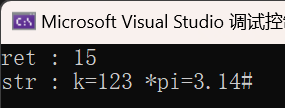 Microsoft Visual Studio 调试控
ret : 15
str : k=123 *pi=3.14#